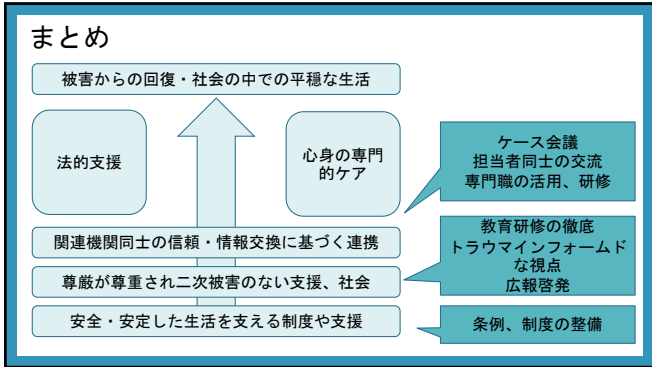 まとめ
被害からの回復・社会の中での平穏な生活
法的支援
心身の専門
的ケア
ケース会議
担当者同士の交流
専門職の活用、研修
関連機関同士の信頼・情報交換に基づく連携
教育研修の徹底
トラウマインフォームド
な視点
広報啓発
尊厳が尊重され二次被害のない支援、社会
安全・安定した生活を支える制度や支援
条例、制度の整備